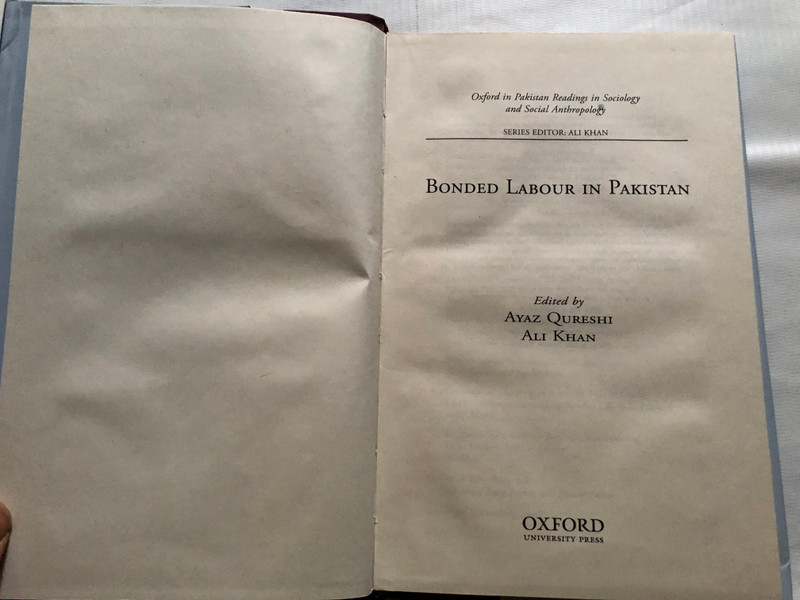 Oxford in Pakistan Readings in Sociology
and Social Anthropology
SERIES EDITOR: ALI KHAN
BONDED LABOUR IN PAKISTAN
Edited by
AYAZ QURESHI
ALI KHAN
OXFORD
UNIVERSITY PRESS